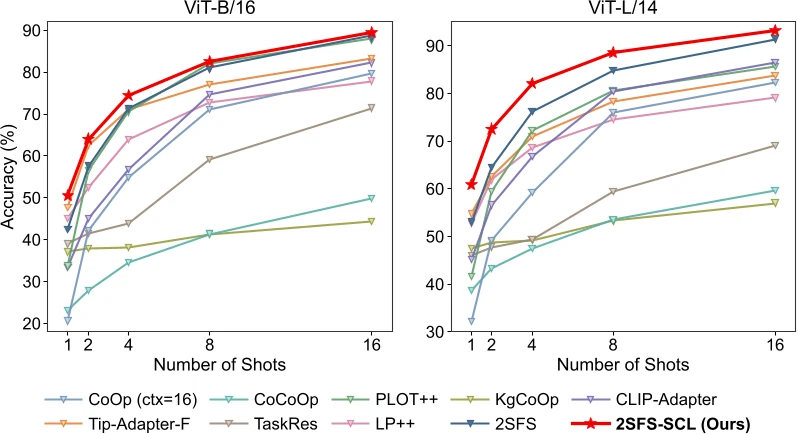 ViT-B/16
ViT-L/14
Accuracy (%)
90
80
70
60
50
40
30
20
1 2 4 8 16
Number of Shots
90
80
70
60
50
40
30
1 2 4 8 16
Number of Shots
CoOp (ctx=16) CoCoOp PLOT++ KgCoOp CLIP-Adapter
Tip-Adapter-F TaskRes LP++ 2SFS 2SFS-SCL (Ours)